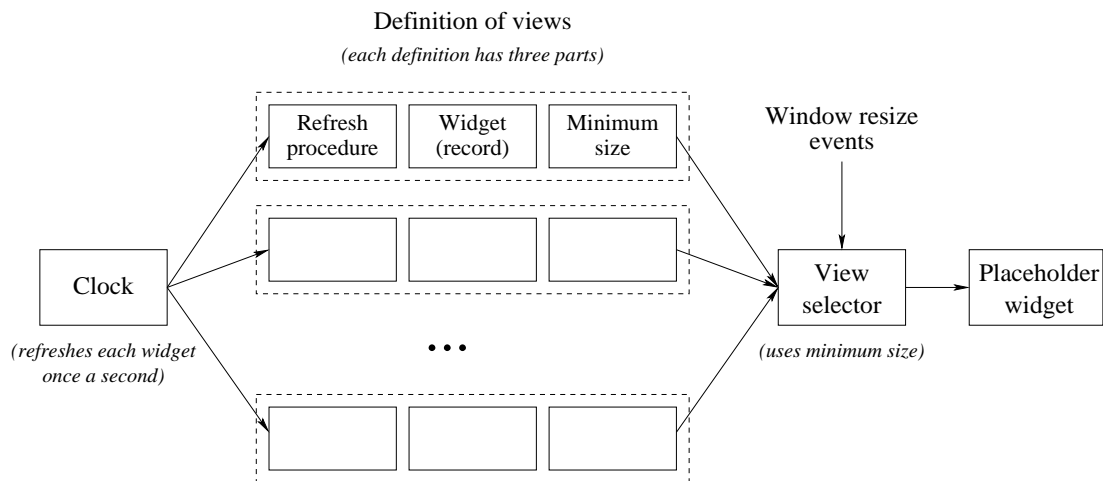 Definition of views
(each definition has three parts)
Refresh
procedure
Widget
(record)
Minimum
size
Window resize
events
Clock
(refreshes each widget
once a second)
View
selector
(uses minimum size)
Placeholder
widget